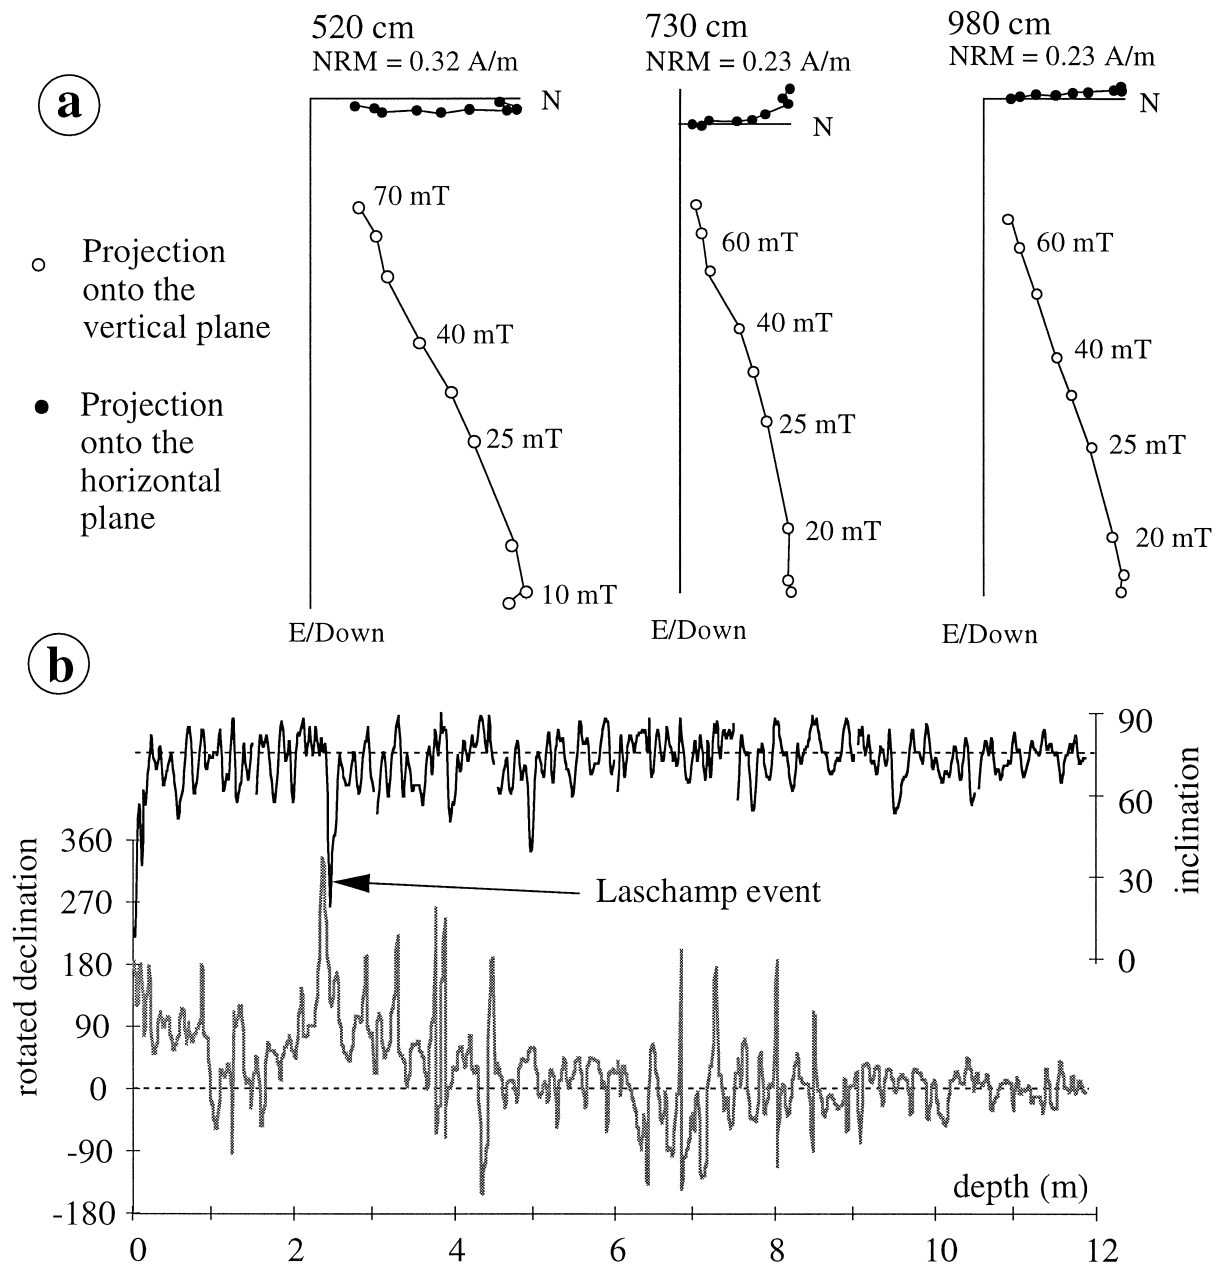 520 cm
NRM = 0.32 A/m
730 cm
NRM = 0.23 A/m
980 cm
NRM = 0.23 A/m
a
N
N
N
70 mT
40 mT
25 mT
10 mT
60 mT
40 mT
25 mT
20 mT
60 mT
40 mT
25 mT
20 mT
Projection
onto the
vertical plane
Projection
onto the
horizontal
plane
E/Down
E/Down
E/Down
b
90
60
30
0
inclination
360
270
180
90
0
-90
-180
rotated declination
Laschamp event
depth (m)
0
2
4
6
8
10
12